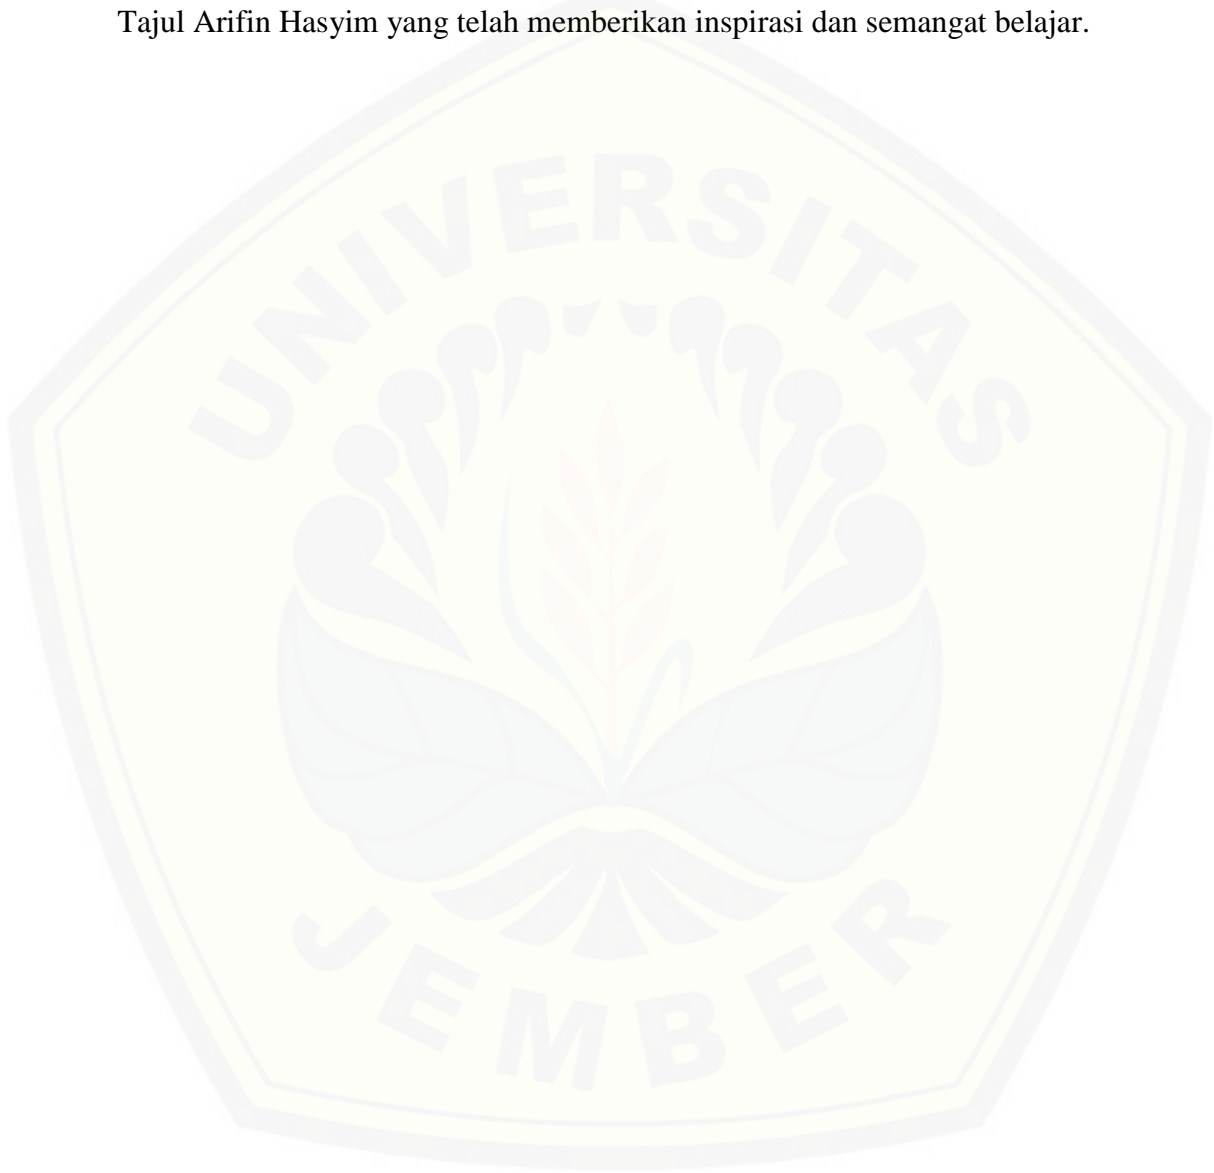 Tajul Arifin Hasyim yang telah memberikan inspirasi dan semangat belajar.
UNIVERSITAS
JEMBER